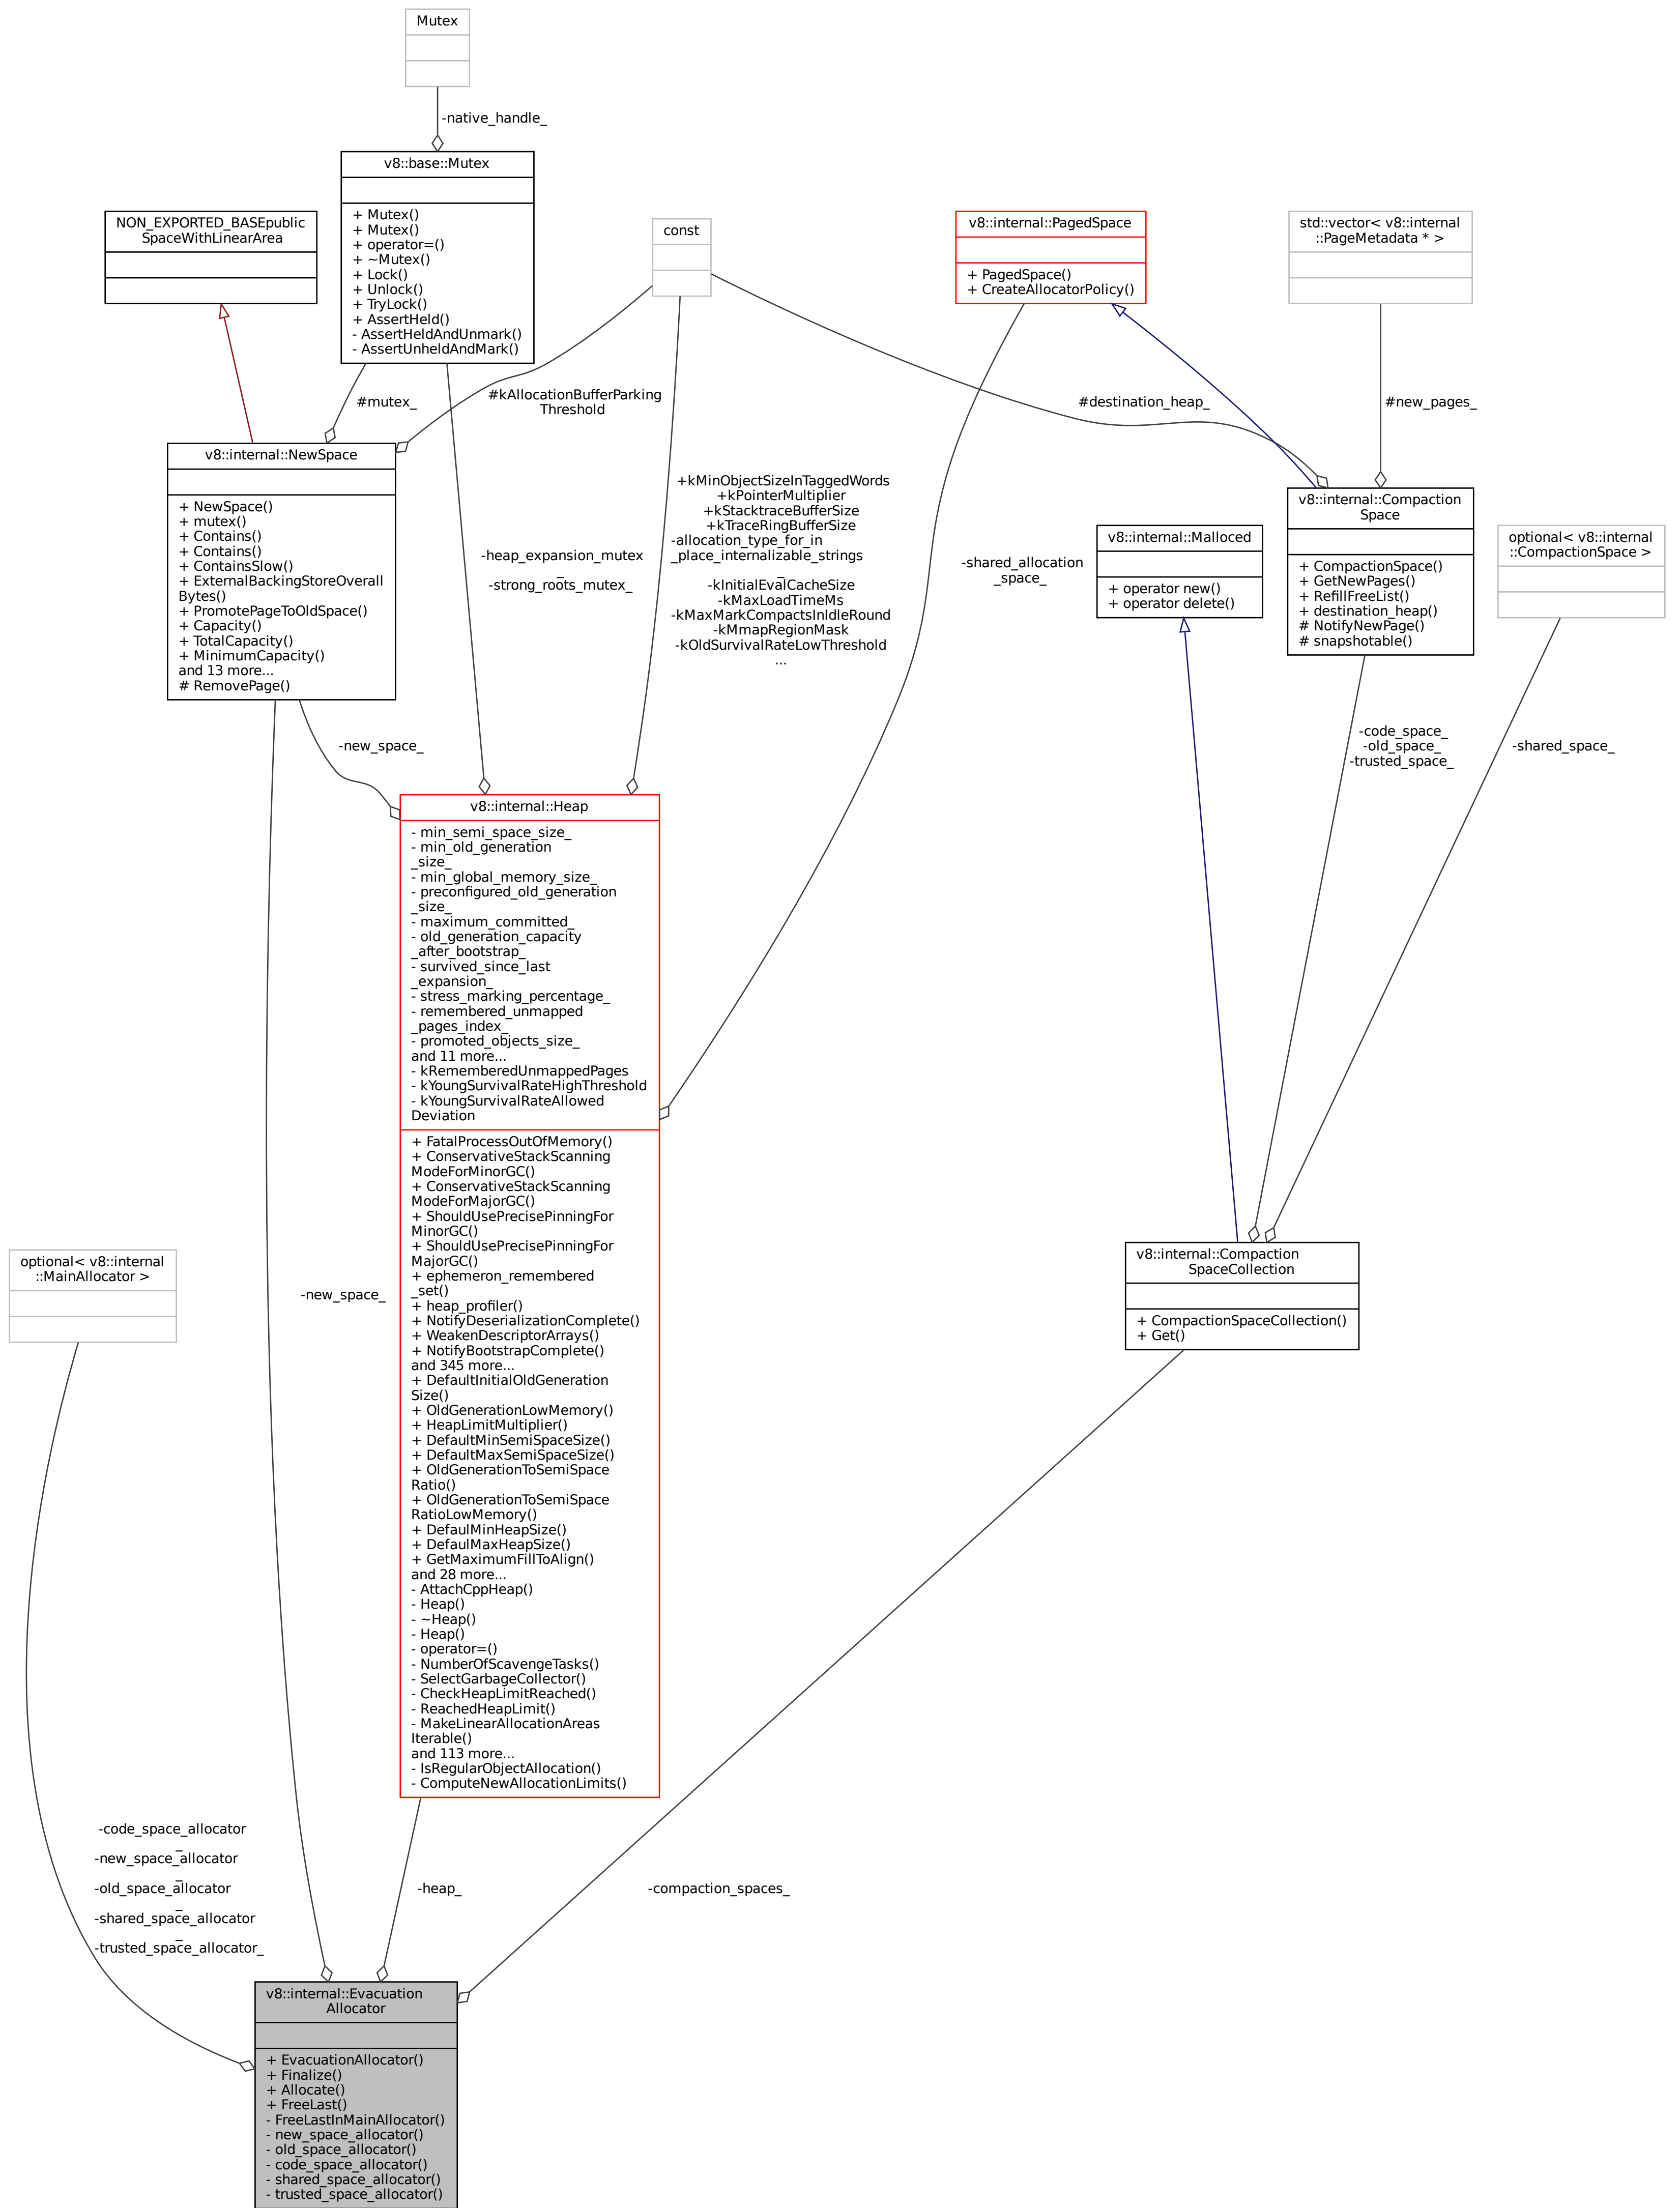 Mutex
-native_handle_
v8::base::Mutex
+ Mutex()
+ Mutex()
+ operator=()
+ ~Mutex()
+ Lock()
+ Unlock()
+ TryLock()
+ AssertHeld()
- AssertHeldAndUnmark()
- AssertUnheldAndMark()
NON_EXPORTED_BASEpublic
SpaceWithLinearArea
const
v8::internal::PagedSpace
+ PagedSpace()
+ CreateAllocatorPolicy()
std::vector< v8::internal
::PageMetadata * >
#mutex_
#kAllocationBufferParking
Threshold
#destination_heap_
#new_pages_
v8::internal::NewSpace
+ NewSpace()
+ mutex()
+ Contains()
+ Contains()
+ ContainsSlow()
+ ExternalBackingStoreOverall
Bytes()
+ PromotePageToOldSpace()
+ Capacity()
+ TotalCapacity()
+ MinimumCapacity()
and 13 more...
# RemovePage()
-heap_expansion_mutex
_
-strong_roots_mutex_
+kMinObjectSizeInTaggedWords
+kPointerMultiplier
+kStacktraceBufferSize
+kTraceRingBufferSize
-allocation_type_for_in
_place_internalizable_strings
_
-kInitialEvalCacheSize
-kMaxLoadTimeMs
-kMaxMarkCompactsInIdleRound
-kMmapRegionMask
-kOldSurvivalRateLowThreshold
...
-shared_allocation
_space_
v8::internal::Malloced
+ operator new()
+ operator delete()
v8::internal::Compaction
Space
+ CompactionSpace()
+ GetNewPages()
+ RefillFreeList()
+ destination_heap()
# NotifyNewPage()
# snapshotable()
optional< v8::internal
::CompactionSpace >
-new_space_
-code_space_
-old_space_
-trusted_space_
-shared_space_
v8::internal::Heap
- min_semi_space_size_
- min_old_generation
_size_
- min_global_memory_size_
- preconfigured_old_generation
_size_
- maximum_committed_
- old_generation_capacity
_after_bootstrap_
- survived_since_last
_expansion_
- stress_marking_percentage_
- remembered_unmapped
_pages_index_
- promoted_objects_size_
and 11 more...
- kRememberedUnmappedPages
- kYoungSurvivalRateHighThreshold
- kYoungSurvivalRateAllowed
Deviation
+ FatalProcessOutOfMemory()
+ ConservativeStackScanning
ModeForMinorGC()
+ ConservativeStackScanning
ModeForMajorGC()
+ ShouldUsePrecisePinningFor
MinorGC()
+ ShouldUsePrecisePinningFor
MajorGC()
+ ephemeron_remembered
_set()
+ heap_profiler()
+ NotifyDeserializationComplete()
+ WeakenDescriptorArrays()
+ NotifyBootstrapComplete()
and 345 more...
+ DefaultInitialOldGeneration
Size()
+ OldGenerationLowMemory()
+ HeapLimitMultiplier()
+ DefaultMinSemiSpaceSize()
+ DefaultMaxSemiSpaceSize()
+ OldGenerationToSemiSpace
Ratio()
+ OldGenerationToSemiSpace
RatioLowMemory()
+ DefaulMinHeapSize()
+ DefaulMaxHeapSize()
+ GetMaximumFillToAlign()
and 28 more...
- AttachCppHeap()
- Heap()
- ~Heap()
- Heap()
- operator=()
- NumberOfScavengeTasks()
- SelectGarbageCollector()
- CheckHeapLimitReached()
- ReachedHeapLimit()
- MakeLinearAllocationAreas
Iterable()
and 113 more...
- IsRegularObjectAllocation()
- ComputeNewAllocationLimits()
optional< v8::internal
::MainAllocator >
-new_space_
v8::internal::Compaction
SpaceCollection
+ CompactionSpaceCollection()
+ Get()
-code_space_allocator
_
-new_space_allocator
_
-old_space_allocator
_
-shared_space_allocator
_
-trusted_space_allocator_
-heap_
-compaction_spaces_
v8::internal::Evacuation
Allocator
+ EvacuationAllocator()
+ Finalize()
+ Allocate()
+ FreeLast()
- FreeLastInMainAllocator()
- new_space_allocator()
- old_space_allocator()
- code_space_allocator()
- shared_space_allocator()
- trusted_space_allocator()